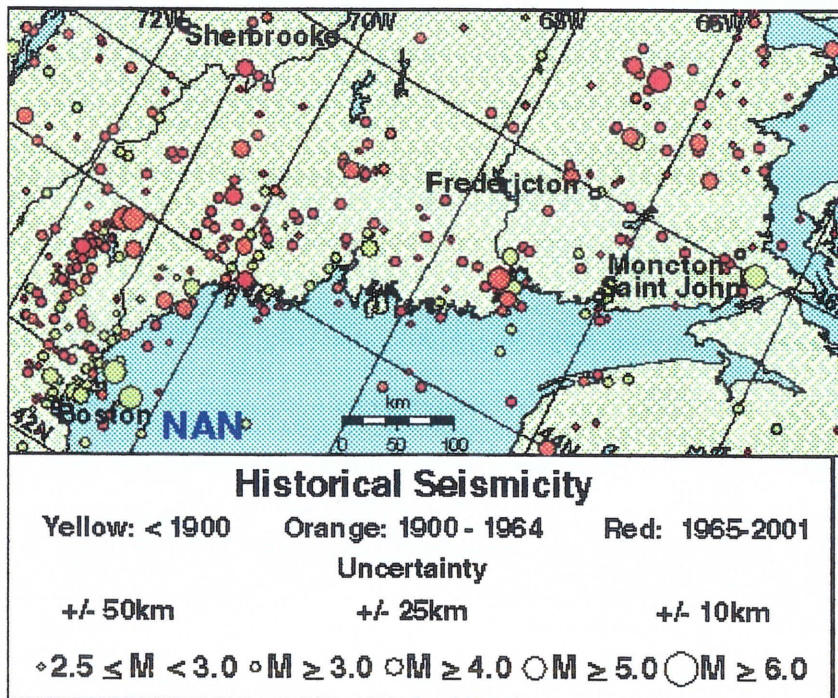 72W
70W
68W
66W
Sherbrooke
Fredericton
Moncton
Saint John
Boston
NAN
km
0 50 100
42N
44N
Historical Seismicity
Yellow: < 1900 Orange: 1900 - 1964 Red: 1965-2001
Uncertainty
+/- 50km +/- 25km +/- 10km
2.5 ≤ M < 3.0 M ≥ 3.0 M ≥ 4.0 M ≥ 5.0 M ≥ 6.0